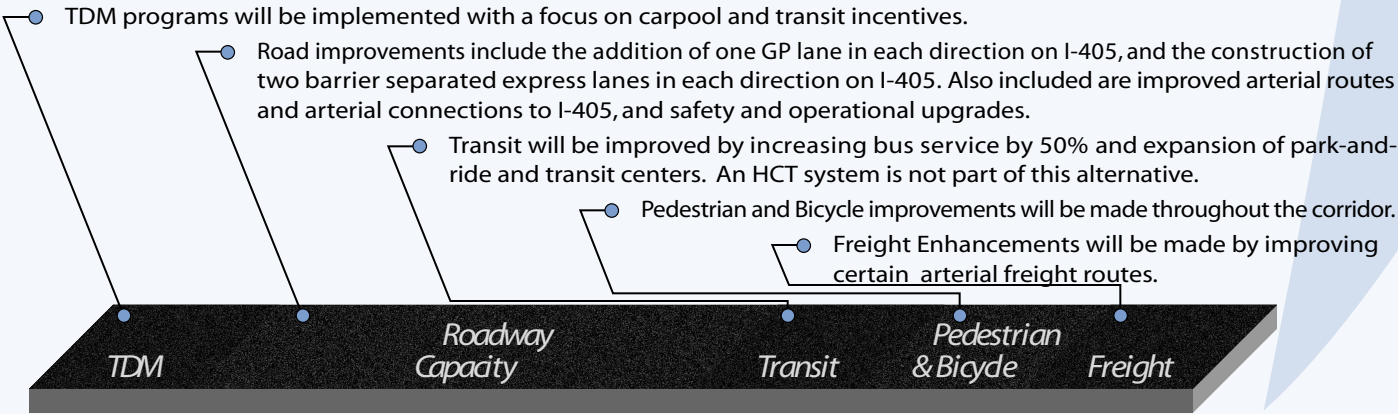 TDM programs will be implemented with a focus on carpool and transit incentives.
Road improvements include the addition of one GP lane in each direction on I-405, and the construction of
two barrier separated express lanes in each direction on I-405. Also included are improved arterial routes
and arterial connections to I-405, and safety and operational upgrades.
Transit will be improved by increasing bus service by 50% and expansion of park-and-
ride and transit centers. An HCT system is not part of this alternative.
Pedestrian and Bicycle improvements will be made throughout the corridor.
Freight Enhancements will be made by improving
certain arterial freight routes.
TDM
Roadway
Capacity
Transit
Pedestrian
& Bicycle
Freight